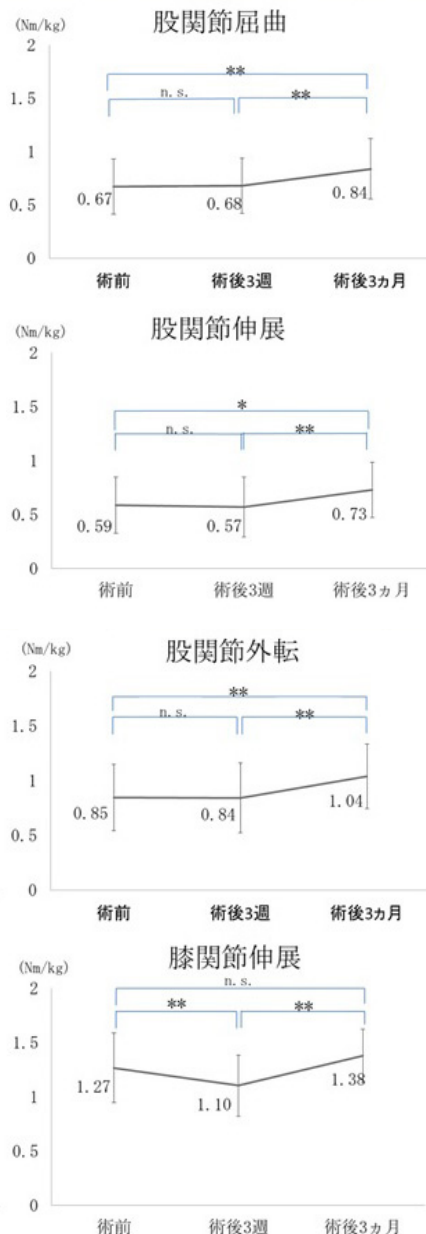 (Nm/kg)
股関節屈曲
2
**
1.5
n.s.
**
1
0.67
0.68
0.84
0.5
0
術前
術後3週
術後3ヵ月
(Nm/kg)
股関節伸展
2
1.5
*
n.s.
**
1
0.59
0.57
0.73
0.5
0
術前
術後3週
術後3ヵ月
(Nm/kg)
股関節外転
2
**
1.5
n.s.
**
1
0.85
0.84
1.04
0.5
0
術前
術後3週
術後3カ月
(Nm/kg)
膝関節伸展
2
n.s.
**
**
1.5
1.27
1.10
1.38
1
0.5
0
術前
術後3週
術後3ヵ月